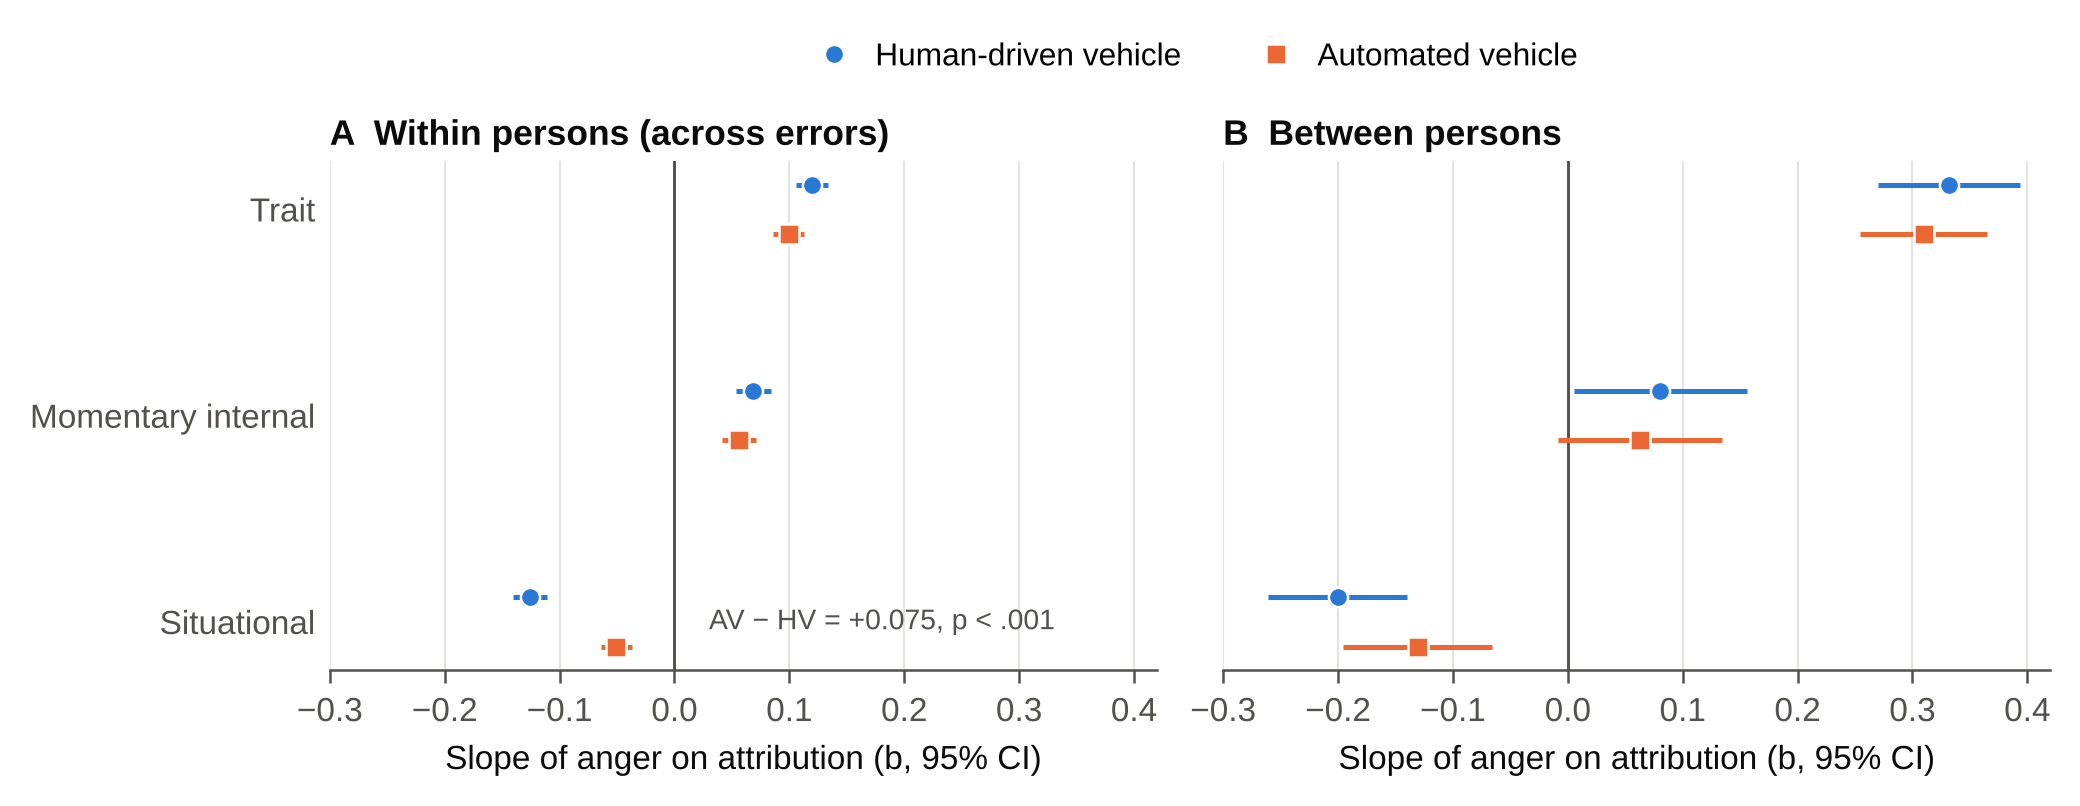 Human-driven vehicle Automated vehicle
A Within persons (across errors) B Between persons
Trait
Momentary internal
Situational
AV − HV = +0.075, p < .001
−0.3 −0.2 −0.1 0.0 0.1 0.2 0.3 0.4 −0.3 −0.2 −0.1 0.0 0.1 0.2 0.3 0.4
Slope of anger on attribution (b, 95% CI) Slope of anger on attribution (b, 95% CI)